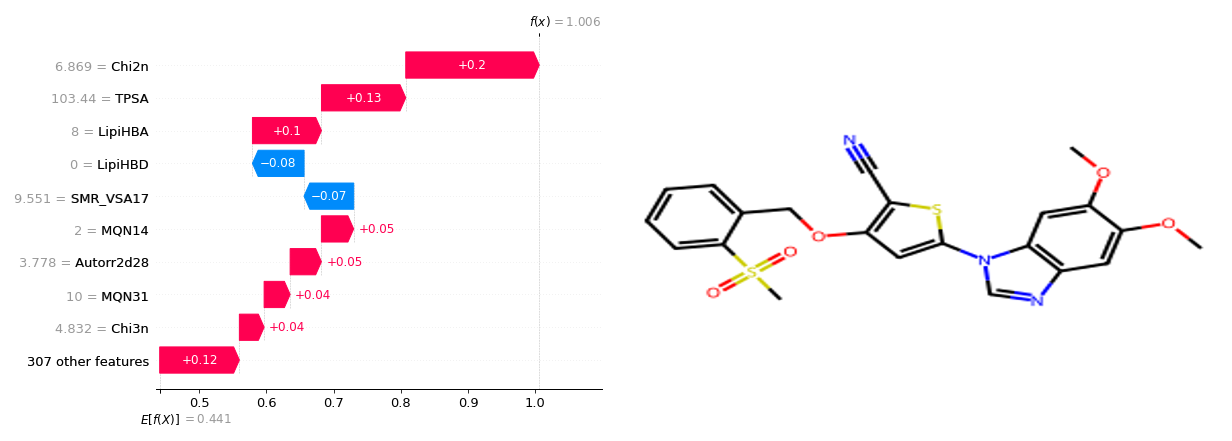 f(x) = 1.006
6.869 = Chi2n +0.2
103.44 = TPSA +0.13
8 = LipiHBA +0.1
0 = LipiHBD −0.08
9.551 = SMR_VSA17 −0.07
2 = MQN14 +0.05
3.778 = Autorr2d28 +0.05
10 = MQN31 +0.04
4.832 = Chi3n +0.04
307 other features +0.12
0.5 0.6 0.7 0.8 0.9 1.0
E[f(X)] = 0.441
N
O
S
O
O
S
O
O
N
N